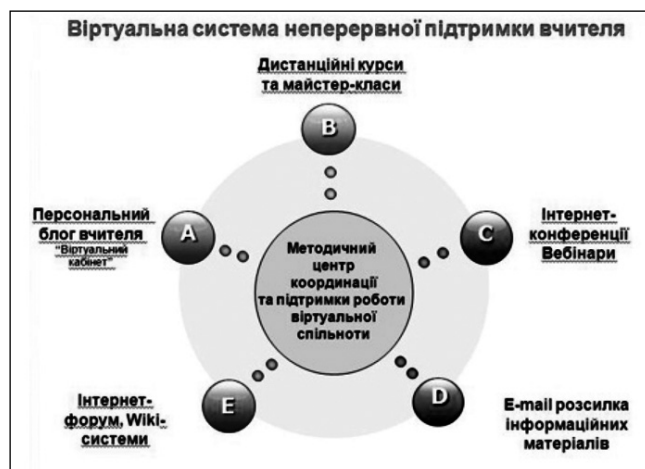 Віртуальна система неперервної підтримки вчителя
Дистанційні курси
та майстер-класи
B
Персональний
блог вчителя
"Віртуальний
кабінет"
A
C
Інтернет-
конференції
Вебінари
Методичний
центр
координації
та підтримки роботи
віртуальної
спільноти
Інтернет-
форум, Wiki-
системи
E
D
E-mail розсилка
інформаційних
матеріалів